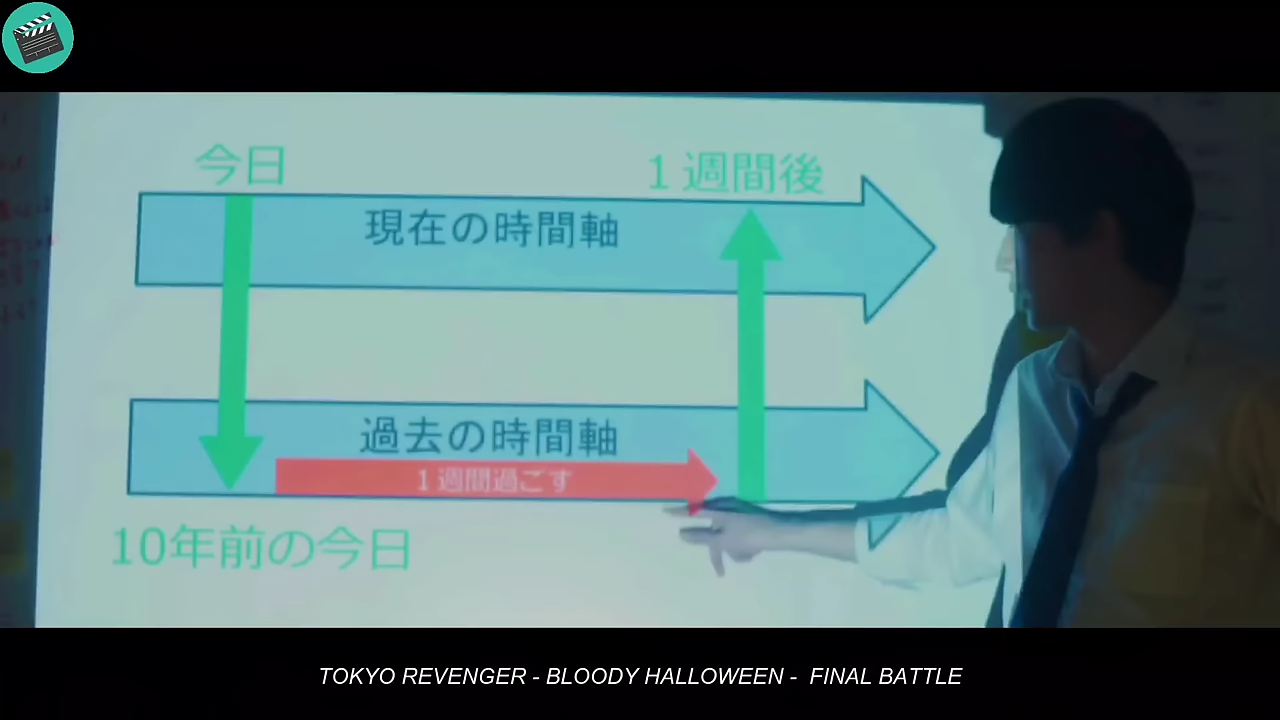 今日
１週間後
現在の時間軸
過去の時間軸
１週間過ごす
10年前の今日
TOKYO REVENGER - BLOODY HALLOWEEN -  FINAL BATTLE